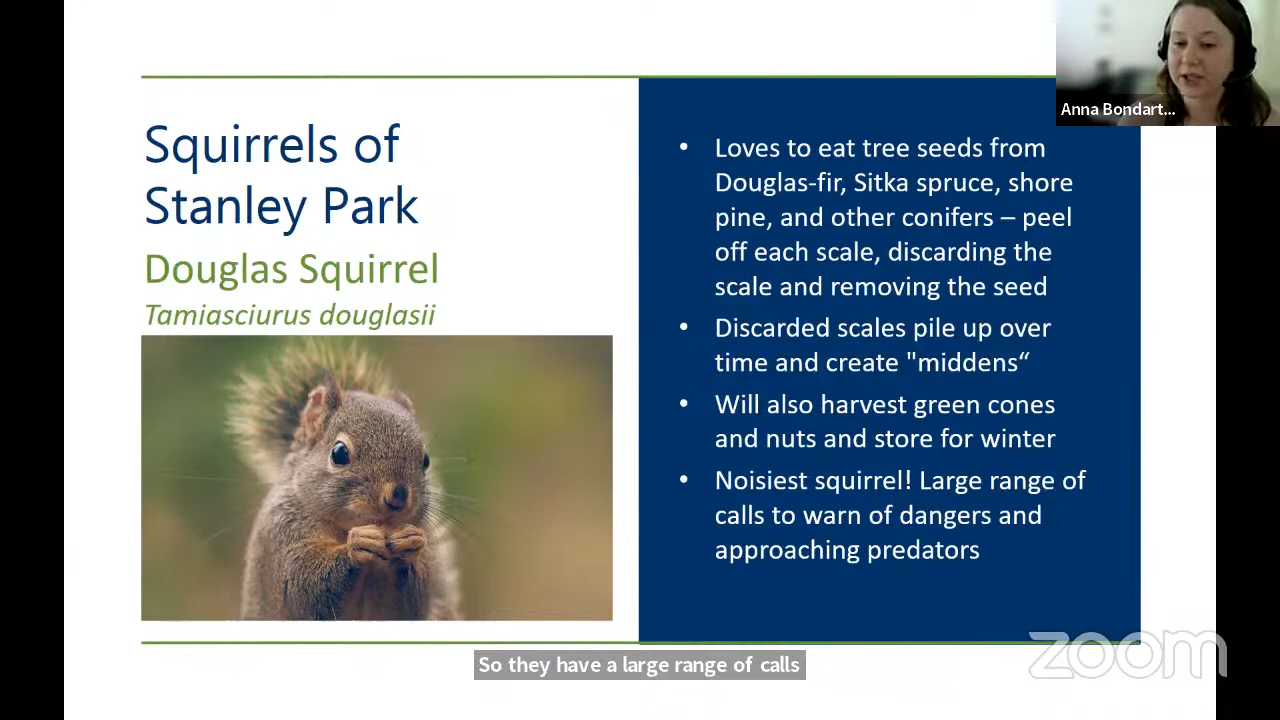 Anna Bondart...
Squirrels of
Stanley Park
Douglas Squirrel
Tamiasciurus douglasii
• Loves to eat tree seeds from
Douglas-fir, Sitka spruce, shore
pine, and other conifers – peel
off each scale, discarding the
scale and removing the seed
• Discarded scales pile up over
time and create "middens“
• Will also harvest green cones
and nuts and store for winter
• Noisiest squirrel! Large range of
calls to warn of dangers and
approaching predators
zoom
So they have a large range of calls